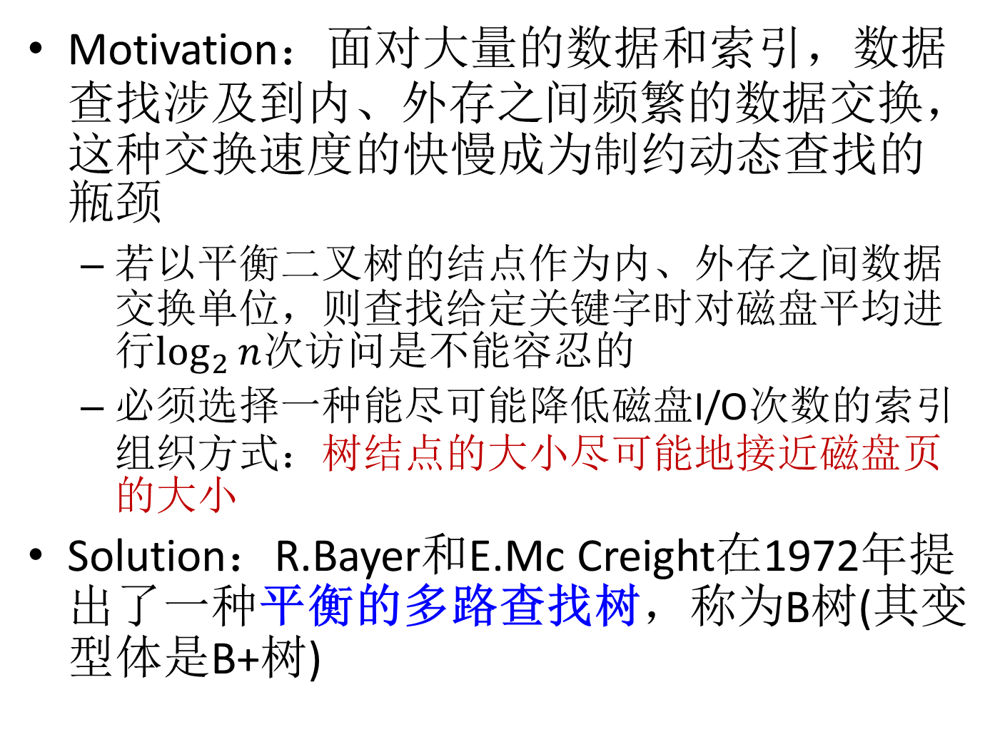 • Motivation：面对大量的数据和索引，数据
查找涉及到内、外存之间频繁的数据交换，
这种交换速度的快慢成为制约动态查找的
瓶颈
– 若以平衡二叉树的结点作为内、外存之间数据
交换单位，则查找给定关键字时对磁盘平均进
行log₂ n次访问是不能容忍的
– 必须选择一种能尽可能降低磁盘I/O次数的索引
组织方式：树结点的大小尽可能地接近磁盘页
的大小
• Solution：R.Bayer和E.Mc Creight在1972年提
出了一种平衡的多路查找树，称为B树(其变
型体是B+树)